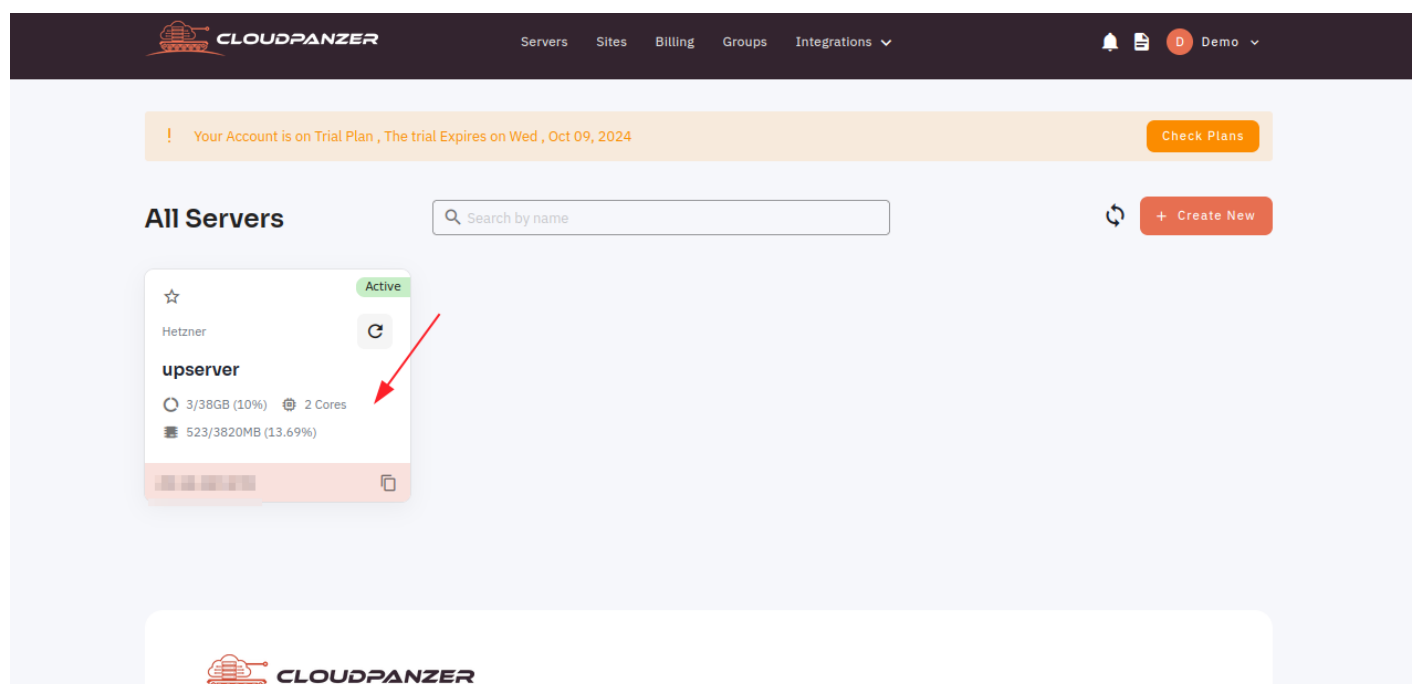 CLOUDPANZER
Servers Sites Billing Groups Integrations
D Demo
! Your Account is on Trial Plan , The trial Expires on Wed , Oct 09, 2024
Check Plans
All Servers
Search by name
+ Create New
Active
Hetzner
upserver
3/38GB (10%) 2 Cores
523/3820MB (13.69%)
CLOUDPANZER